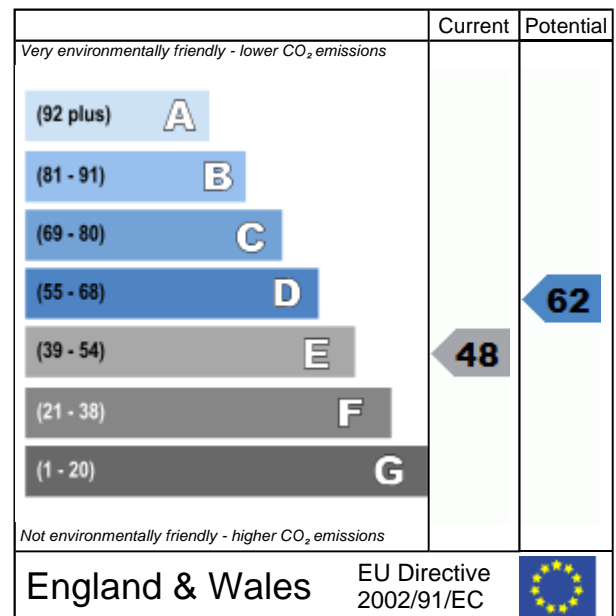 Current Potential
Very environmentally friendly - lower CO₂ emissions
(92 plus) A
(81 - 91) B
(69 - 80) C
(55 - 68) D
62
(39 - 54) E
48
(21 - 38) F
(1 - 20) G
Not environmentally friendly - higher CO₂ emissions
England & Wales
EU Directive
2002/91/EC